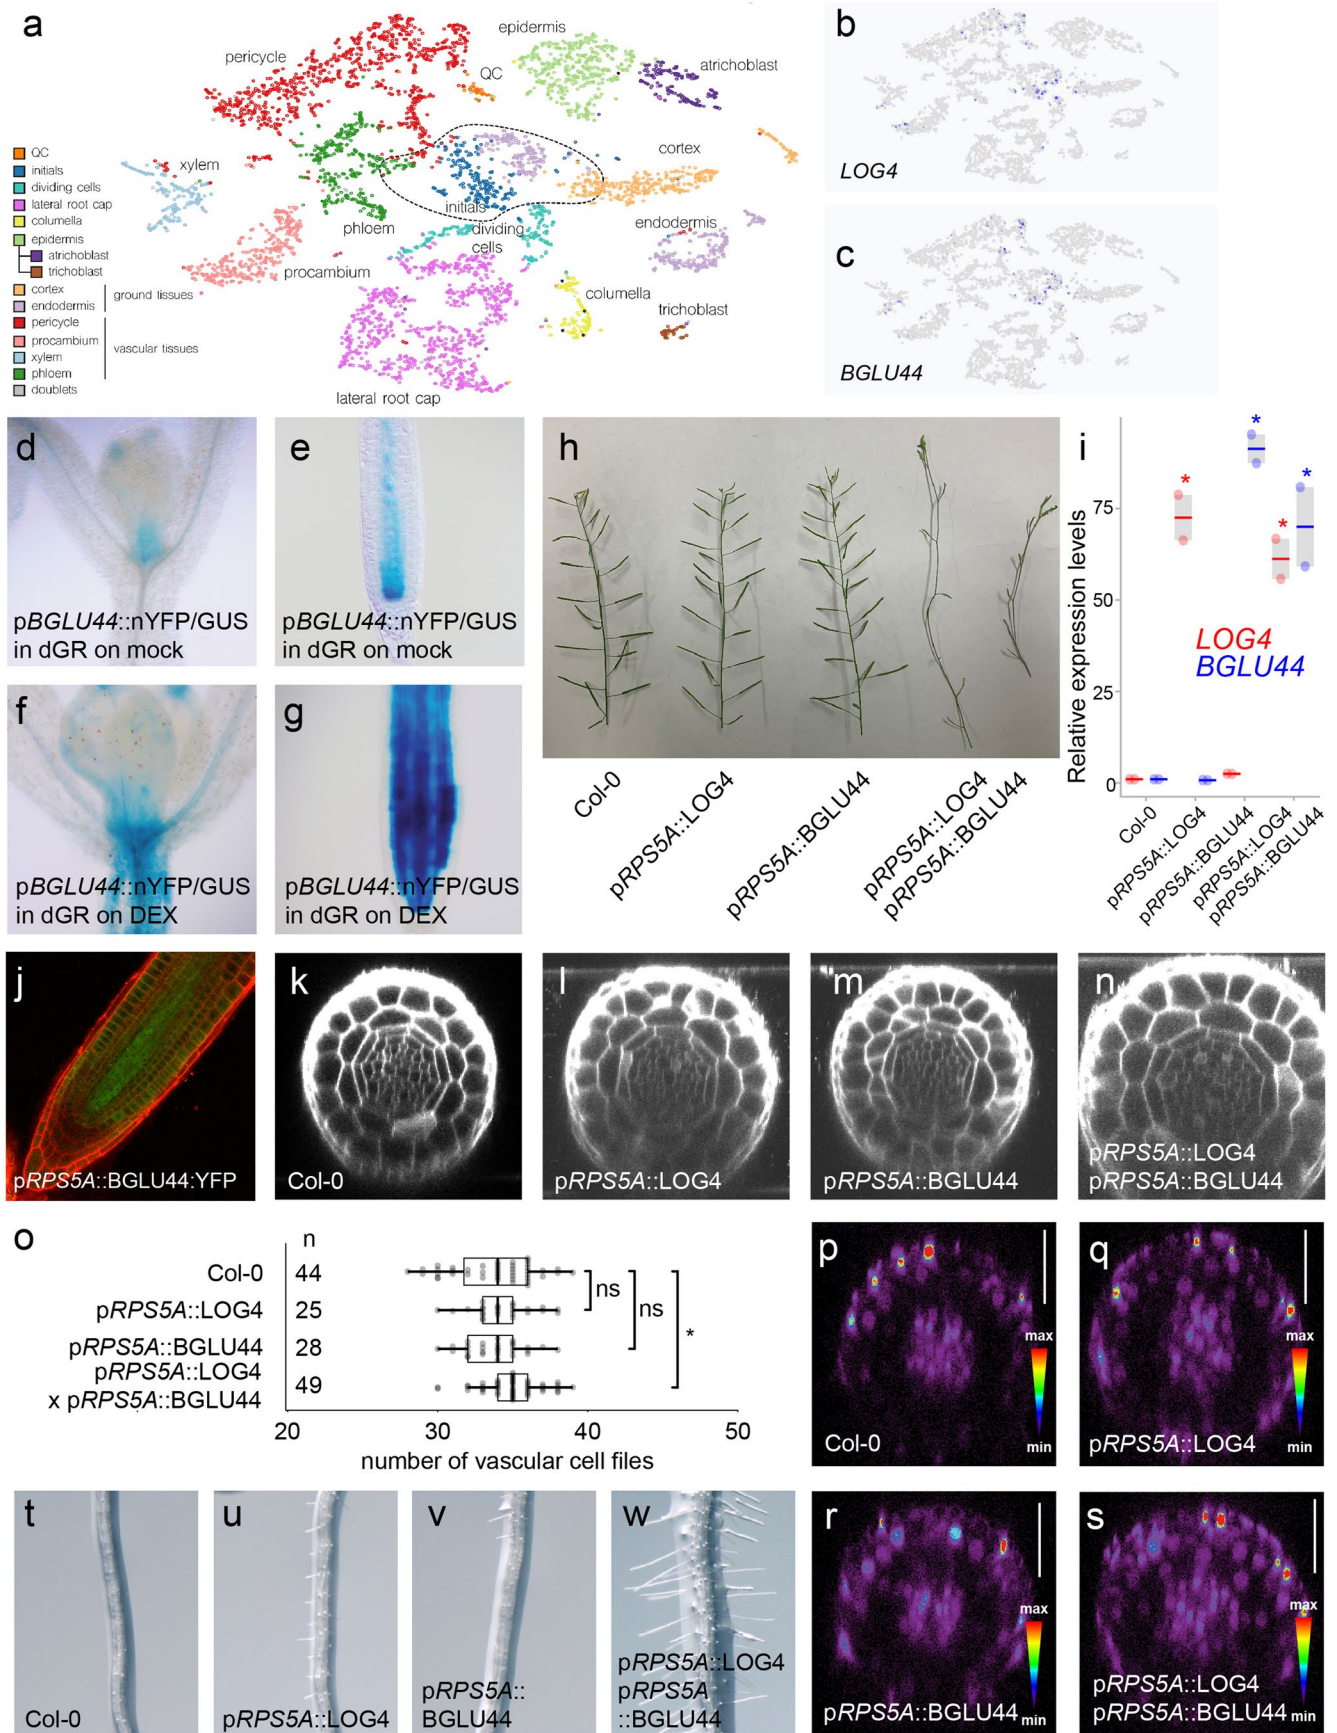 a
epidermis
pericycle
QC
atrichoblast
QC
initials
dividing cells
lateral root cap
columella
epidermis
atrichoblast
trichoblast
cortex
endodermis
ground tissues
pericycle
procambium
xylem
vascular tissues
phloem
doublets
xylem
cortex
initials
phloem
dividing
cells
endodermis
procambium
columella
trichoblast
lateral root cap
b
LOG4
c
BGLU44
d
pBGLU44::nYFP/GUS
in dGR on mock
e
pBGLU44::nYFP/GUS
in dGR on mock
f
pBGLU44::nYFP/GUS
in dGR on DEX
g
pBGLU44::nYFP/GUS
in dGR on DEX
h
Col-0
pRPS5A::LOG4
pRPS5A::BGLU44
pRPS5A::LOG4
pRPS5A::BGLU44
i
Relative expression levels
75
50
25
0
*
*
*
*
LOG4
BGLU44
Col-0
pRPS5A::LOG4
pRPS5A::BGLU44
pRPS5A::LOG4
pRPS5A::BGLU44
j
pRPS5A::BGLU44:YFP
k
Col-0
l
pRPS5A::LOG4
m
pRPS5A::BGLU44
n
pRPS5A::LOG4
pRPS5A::BGLU44
o
n
Col-0 44
pRPS5A::LOG4 25
pRPS5A::BGLU44 28
pRPS5A::LOG4
x pRPS5A::BGLU44 49
ns
ns
*
20 30 40 50
number of vascular cell files
p
max
min
Col-0
q
max
min
pRPS5A::LOG4
t
Col-0
u
pRPS5A::LOG4
v
pRPS5A::
BGLU44
w
pRPS5A::LOG4
pRPS5A
::BGLU44
r
max
min
pRPS5A::BGLU44
s
max
min
pRPS5A::LOG4
pRPS5A::BGLU44